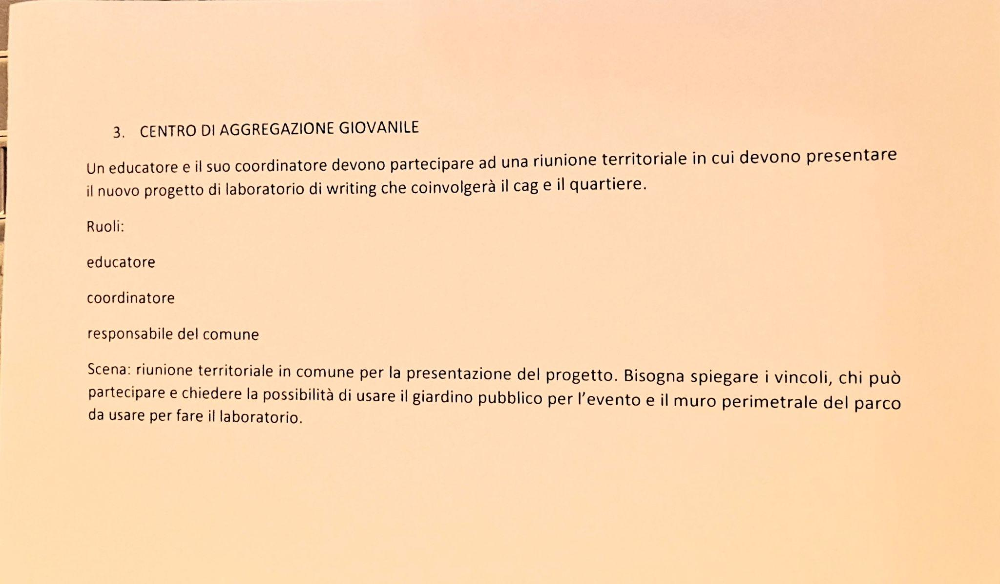 3. CENTRO DI AGGREGAZIONE GIOVANILE
Un educatore e il suo coordinatore devono partecipare ad una riunione territoriale in cui devono presentare
il nuovo progetto di laboratorio di writing che coinvolgerà il cag e il quartiere.
Ruoli:
educatore
coordinatore
responsabile del comune
Scena: riunione territoriale in comune per la presentazione del progetto. Bisogna spiegare i vincoli, chi può
partecipare e chiedere la possibilità di usare il giardino pubblico per l'evento e il muro perimetrale del parco
da usare per fare il laboratorio.